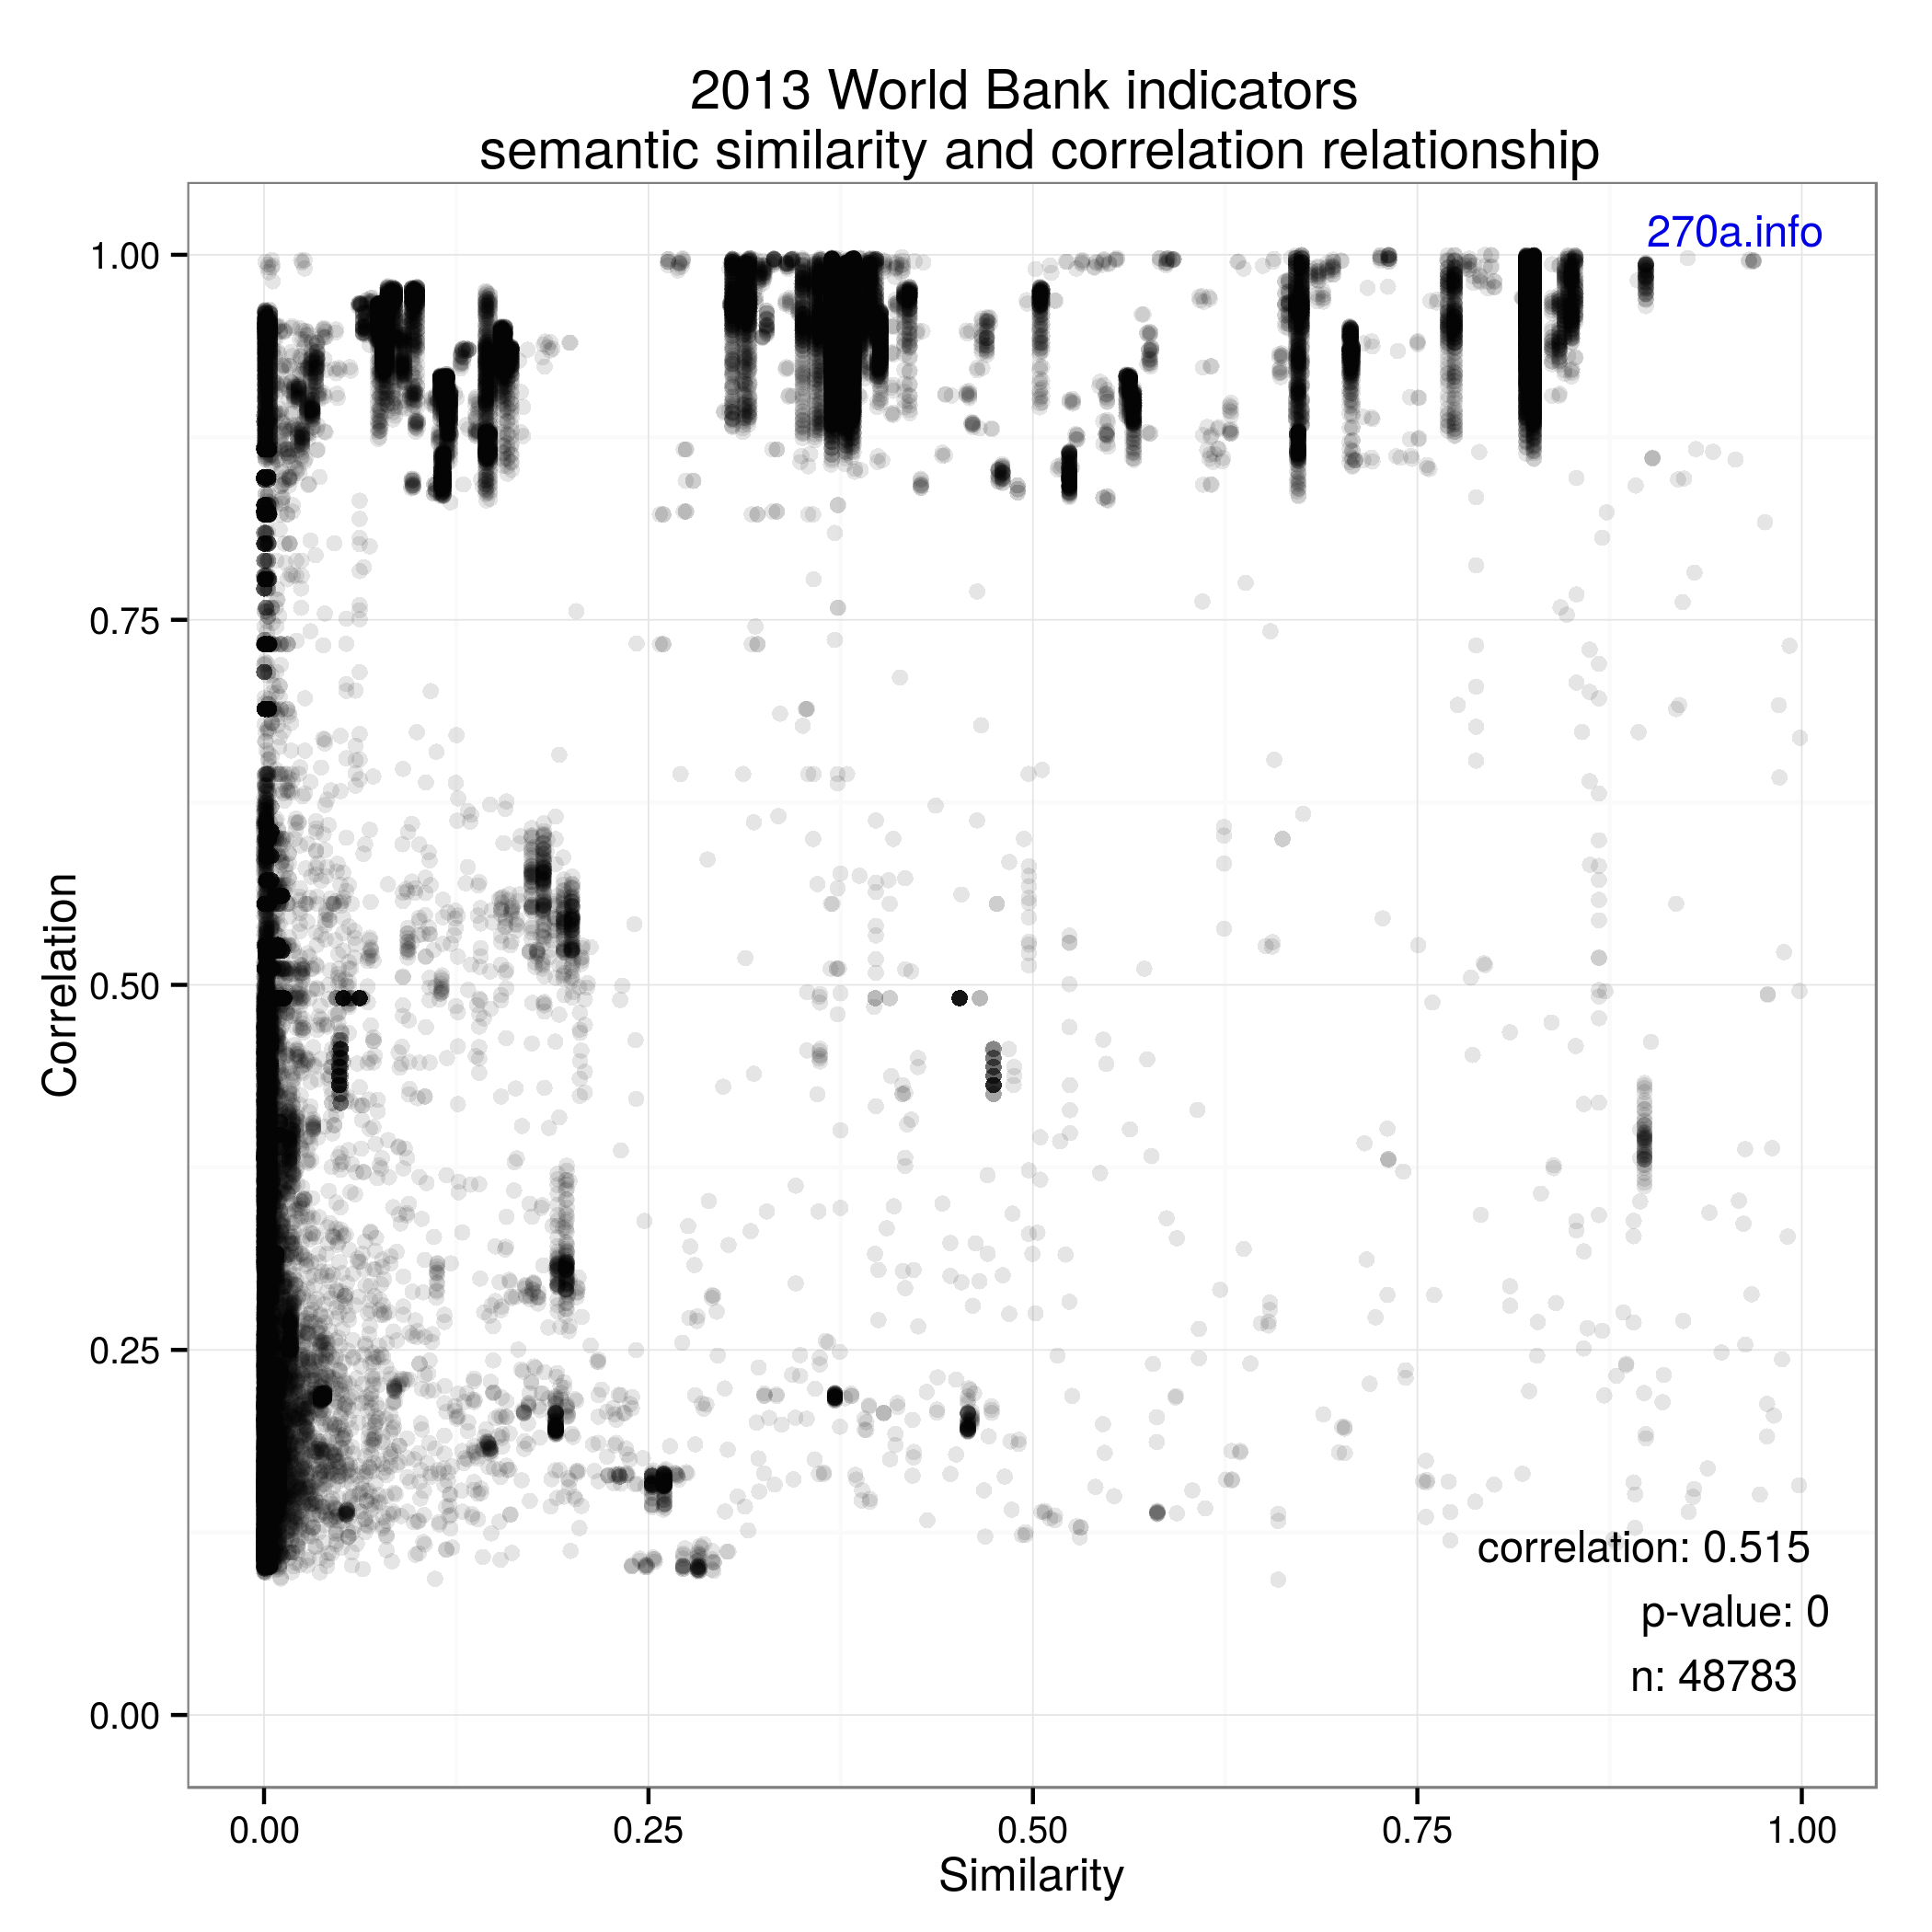 2013 World Bank indicators
semantic similarity and correlation relationship
270a.info
1.00
0.75
0.50
0.25
0.00
Correlation
correlation: 0.515
p-value: 0
n: 48783
0.00 0.25 0.50 0.75 1.00
Similarity